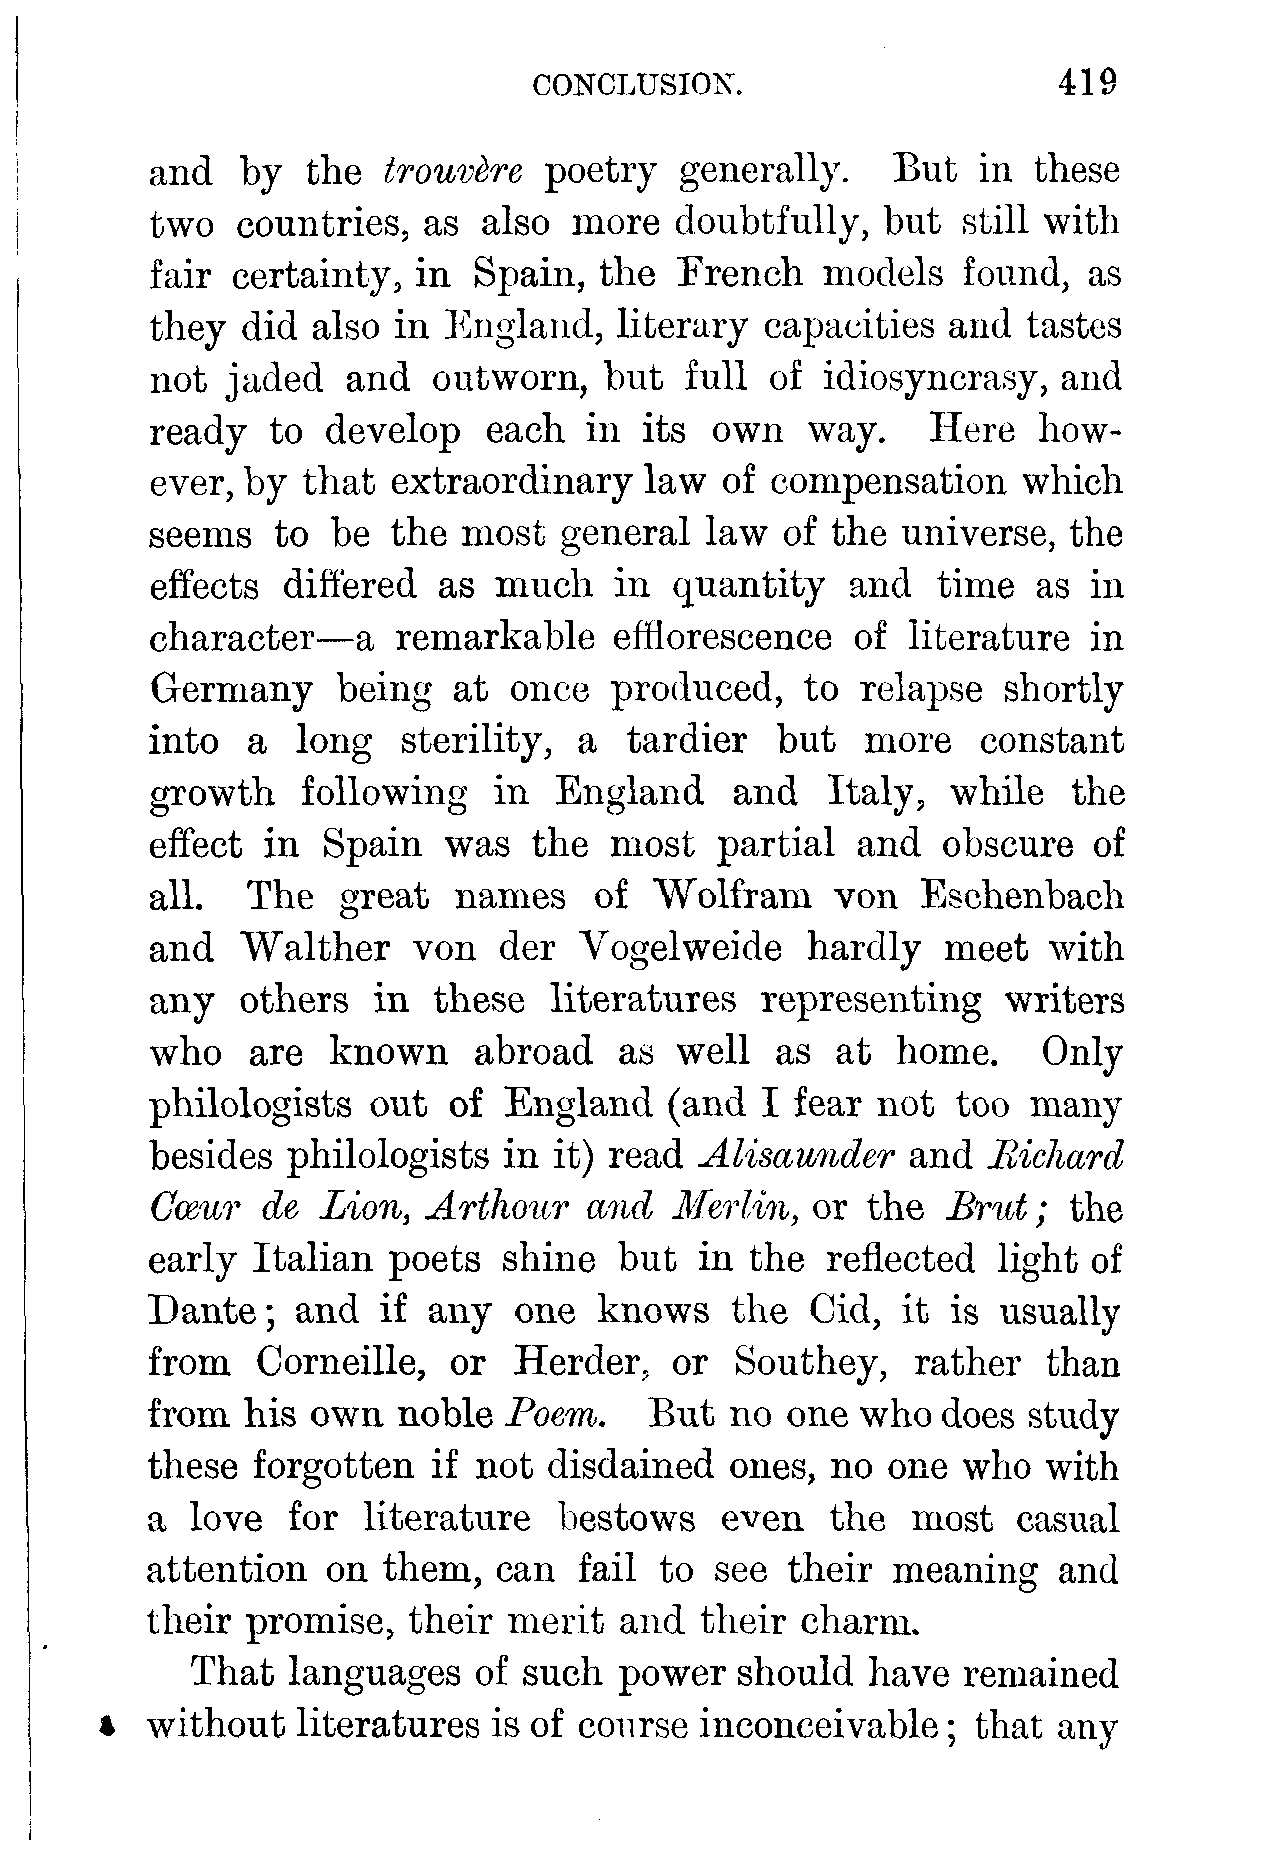 CONCLUSION. 419
and by the trouvère poetry generally. But in these
two countries, as also more doubtfully, but still with
fair certainty, in Spain, the French models found, as
they did also in England, literary capacities and tastes
not jaded and outworn, but full of idiosyncrasy, and
ready to develop each in its own way. Here how-
ever, by that extraordinary law of compensation which
seems to be the most general law of the universe, the
effects differed as much in quantity and time as in
character—a remarkable efflorescence of literature in
Germany being at once produced, to relapse shortly
into a long sterility, a tardier but more constant
growth following in England and Italy, while the
effect in Spain was the most partial and obscure of
all. The great names of Wolfram von Eschenbach
and Walther von der Vogelweide hardly meet with
any others in these literatures representing writers
who are known abroad as well as at home. Only
philologists out of England (and I fear not too many
besides philologists in it) read Alisaunder and Richard
Cœur de Lion, Arthour and Merlin, or the Brut; the
early Italian poets shine but in the reflected light of
Dante; and if any one knows the Cid, it is usually
from Corneille, or Herder, or Southey, rather than
from his own noble Poem. But no one who does study
these forgotten if not disdained ones, no one who with
a love for literature bestows even the most casual
attention on them, can fail to see their meaning and
their promise, their merit and their charm.
That languages of such power should have remained
without literatures is of course inconceivable; that any